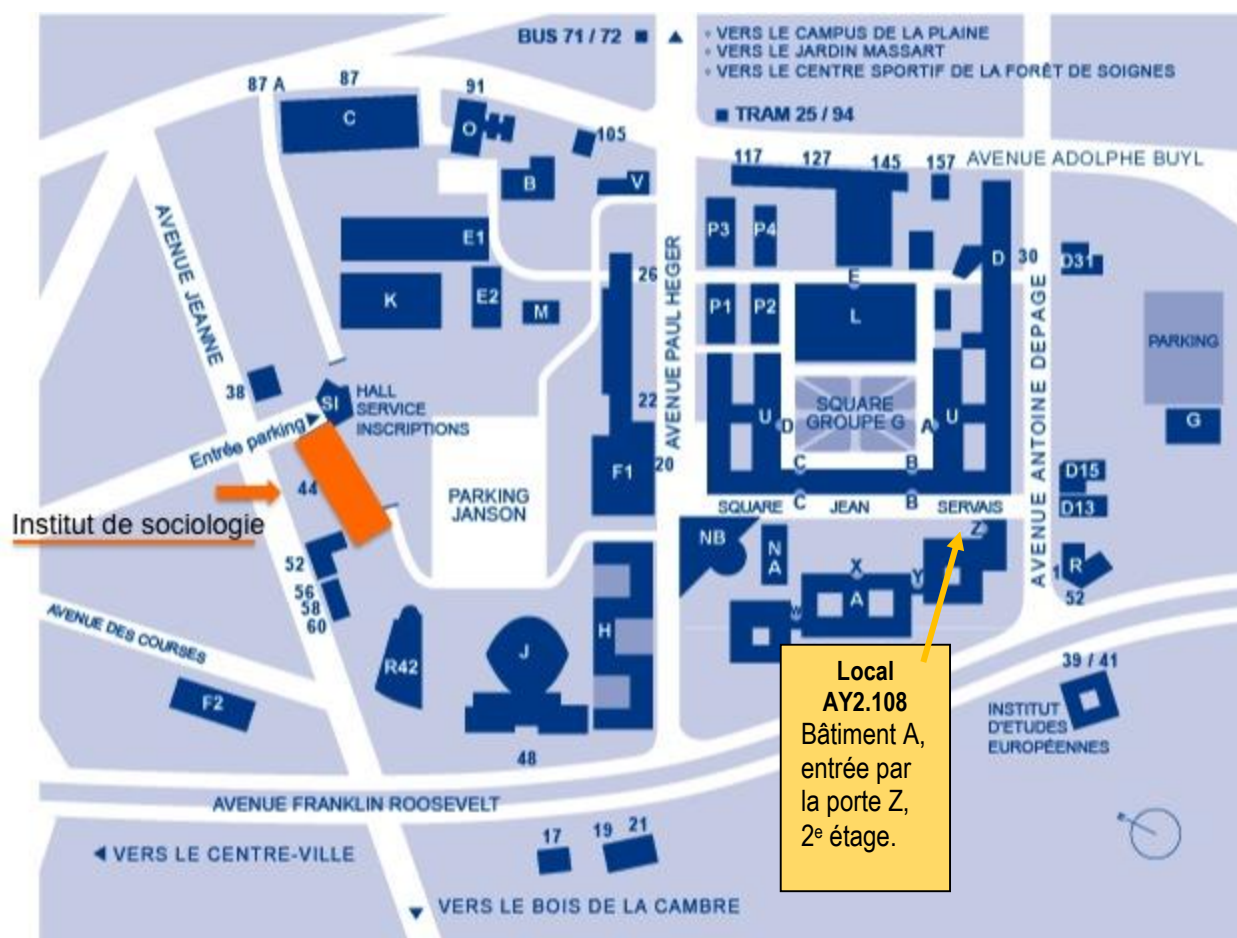 BUS 71 / 72
VERS LE CAMPUS DE LA PLAINE
VERS LE JARDIN MASSART
VERS LE CENTRE SPORTIF DE LA FORÊT DE SOIGNES
TRAM 25 / 94
87 A
87
91
105
C
O
B
V
117
127
145
157
AVENUE ADOLPHE BUYL
AVENUE JEANNE
E1
K
E2
M
26
22
20
F1
AVENUE PAUL HEGER
P3
P4
P1
P2
E
L
D
30
D31
AVENUE ANTOINE DEPAGE
PARKING
G
38
SI
HALL
SERVICE
INSCRIPTIONS
Entrée parking
44
Institut de sociologie
PARKING
JANSON
U
D
SQUARE
GROUPE G
A
U
C
B
SQUARE
C
JEAN
B
SERVAIS
D15
D13
NB
N
A
X
A
Y
W
Z
1
R
52
52
56
58
60
AVENUE DES COURSES
F2
R42
J
H
48
39 / 41
INSTITUT
D'ETUDES
EUROPÉENNES
Local
AY2.108
Bâtiment A,
entrée par
la porte Z,
2e étage.
AVENUE FRANKLIN ROOSEVELT
17
19
21
VERS LE CENTRE-VILLE
VERS LE BOIS DE LA CAMBRE